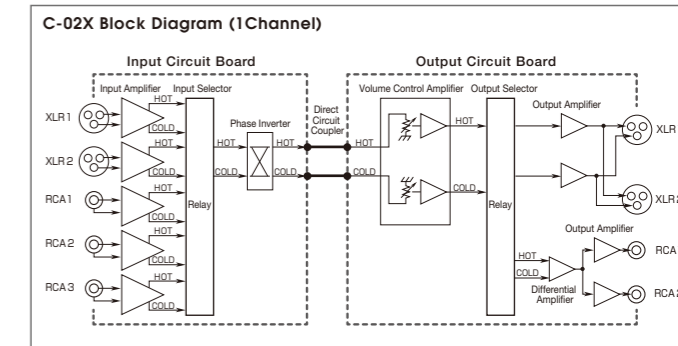 C-02X Block Diagram (1Channel)
Input Circuit Board
Output Circuit Board
Input Amplifier
Input Selector
Volume Control Amplifier
Output Selector
HOT
COLD
HOT
COLD
HOT
COLD
HOT
COLD
HOT
COLD
XLR 1
XLR 2
RCA 1
RCA 2
RCA 3
Relay
HOT
COLD
Phase Inverter
HOT
COLD
Direct
Circuit
Coupler
HOT
COLD
HOT
COLD
Relay
Output Amplifier
XLR
XLR 2
HOT
COLD
Differential
Amplifier
Output Amplifier
RCA
RCA 2